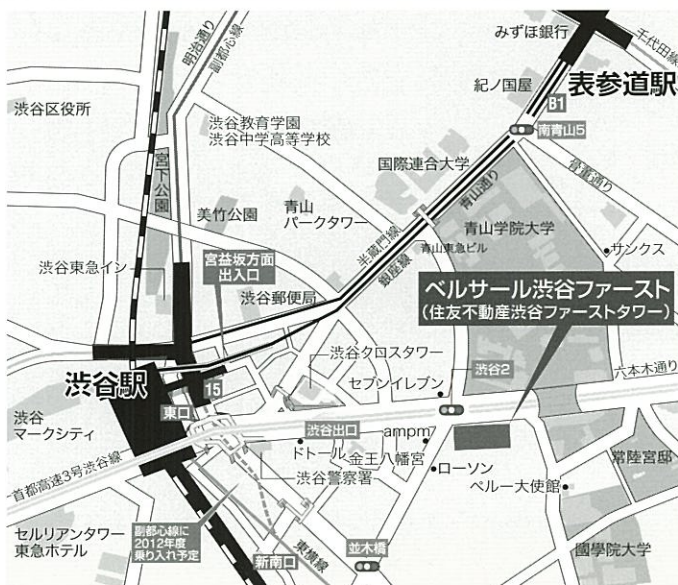 みずほ銀行
千代田線
明治通り
副都心線
紀ノ国屋
表参道駅
B1
渋谷区役所
渋谷教育学園
渋谷中学高等学校
南青山5
国際連合大学
骨董通り
宮下公園
美竹公園
青山
パークタワー
青山通り
青山学院大学
半蔵門線
銀座線
青山東急ビル
サンクス
渋谷東急イン
宮益坂方面
出入口
渋谷郵便局
ベルサール渋谷ファースト
(住友不動産渋谷ファーストタワー)
渋谷クロスタワー
渋谷駅
15
東口
セブンイレブン
渋谷2
六本木通り
渋谷
マークシティ
渋谷出口
ampm
ドトール
金王八幡宮
常陸宮邸
首都高速3号渋谷線
渋谷警察署
ローソン
ペルー大使館
セルリアンタワー
東急ホテル
副都心線に
2012年度
乗り入れ予定
新南口
東横線
並木橋
國學院大学